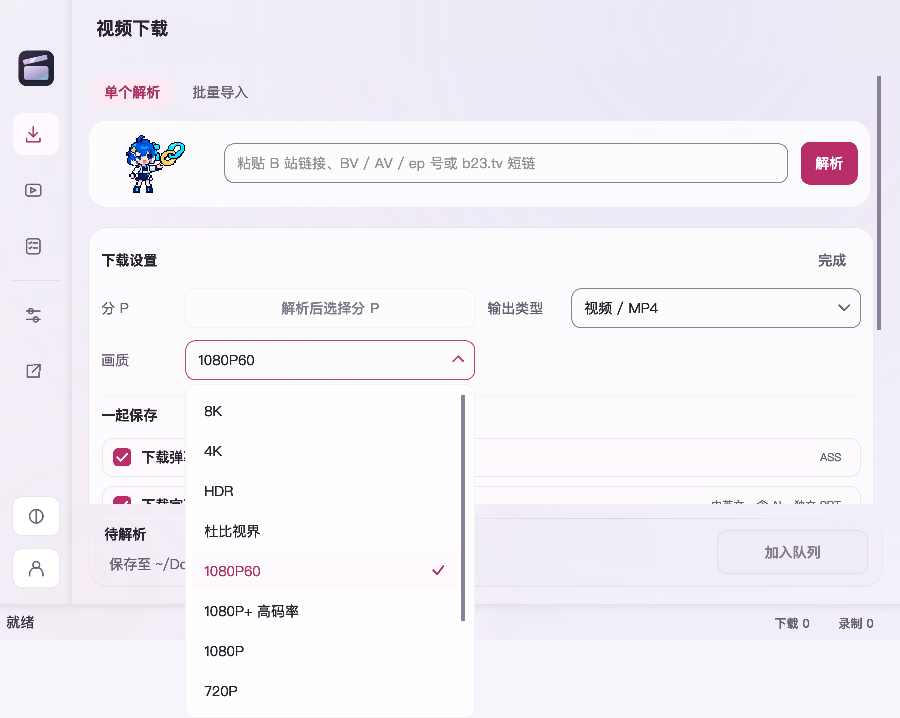 视频下载
单个解析 批量导入
粘贴 B 站链接、BV / AV / ep 号或 b23.tv 短链 解析
下载设置 完成
分 P 解析后选择分 P 输出类型 视频 / MP4
画质 1080P60
8K
一起保存
4K
下载弹 ASS
HDR
杜比视界
待解析
保存至 ~/Do
加入队列
1080P60
1080P+ 高码率
就绪 下载 0 录制 0
1080P
720P